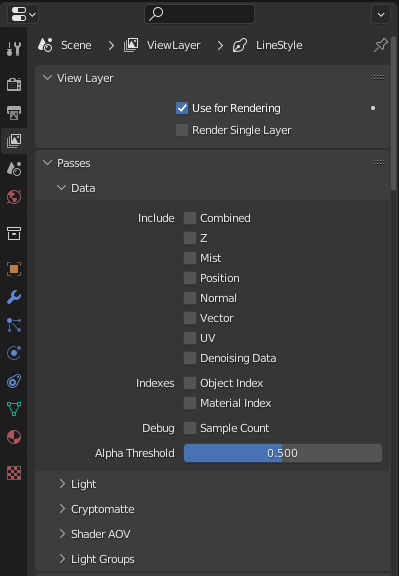 Scene ViewLayer LineStyle
View Layer
Use for Rendering
Render Single Layer
Passes
Data
Include Combined
Z
Mist
Position
Normal
Vector
UV
Denoising Data
Indexes Object Index
Material Index
Debug Sample Count
Alpha Threshold 0.500
Light
Cryptomatte
Shader AOV
Light Groups